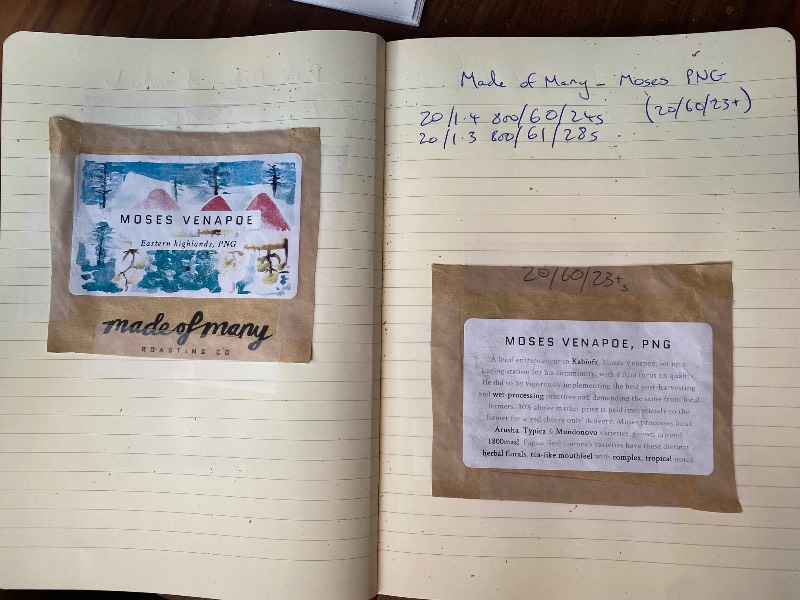 MOSES VENAPOE
Eastern highlands, PNG
made of many
ROASTING CO
Made of Many - Moses PNG
20/1.4 800/60/24s (20/60/23+)
20/1.3 800/61/28s
20/60/23+s
MOSES VENAPOE, PNG
A local entrepreneur in Kabiufa, Moses Venapoe, set up a
buying station for his community, with a firm focus on quality.
He did so by vigorously implementing the best post-harvesting
and wet-processing practices and demanding the same from local
farmers. 30% above market price is paid immediately to the
farmer for a 'red cherry only' delivery. Moses processes local
Arusha, Typica & Mundonovo varieties, grown around
1800masl. Papua New Guinea's varieties have these distinct
herbal florals, tea-like mouthfeel with complex, tropical notes